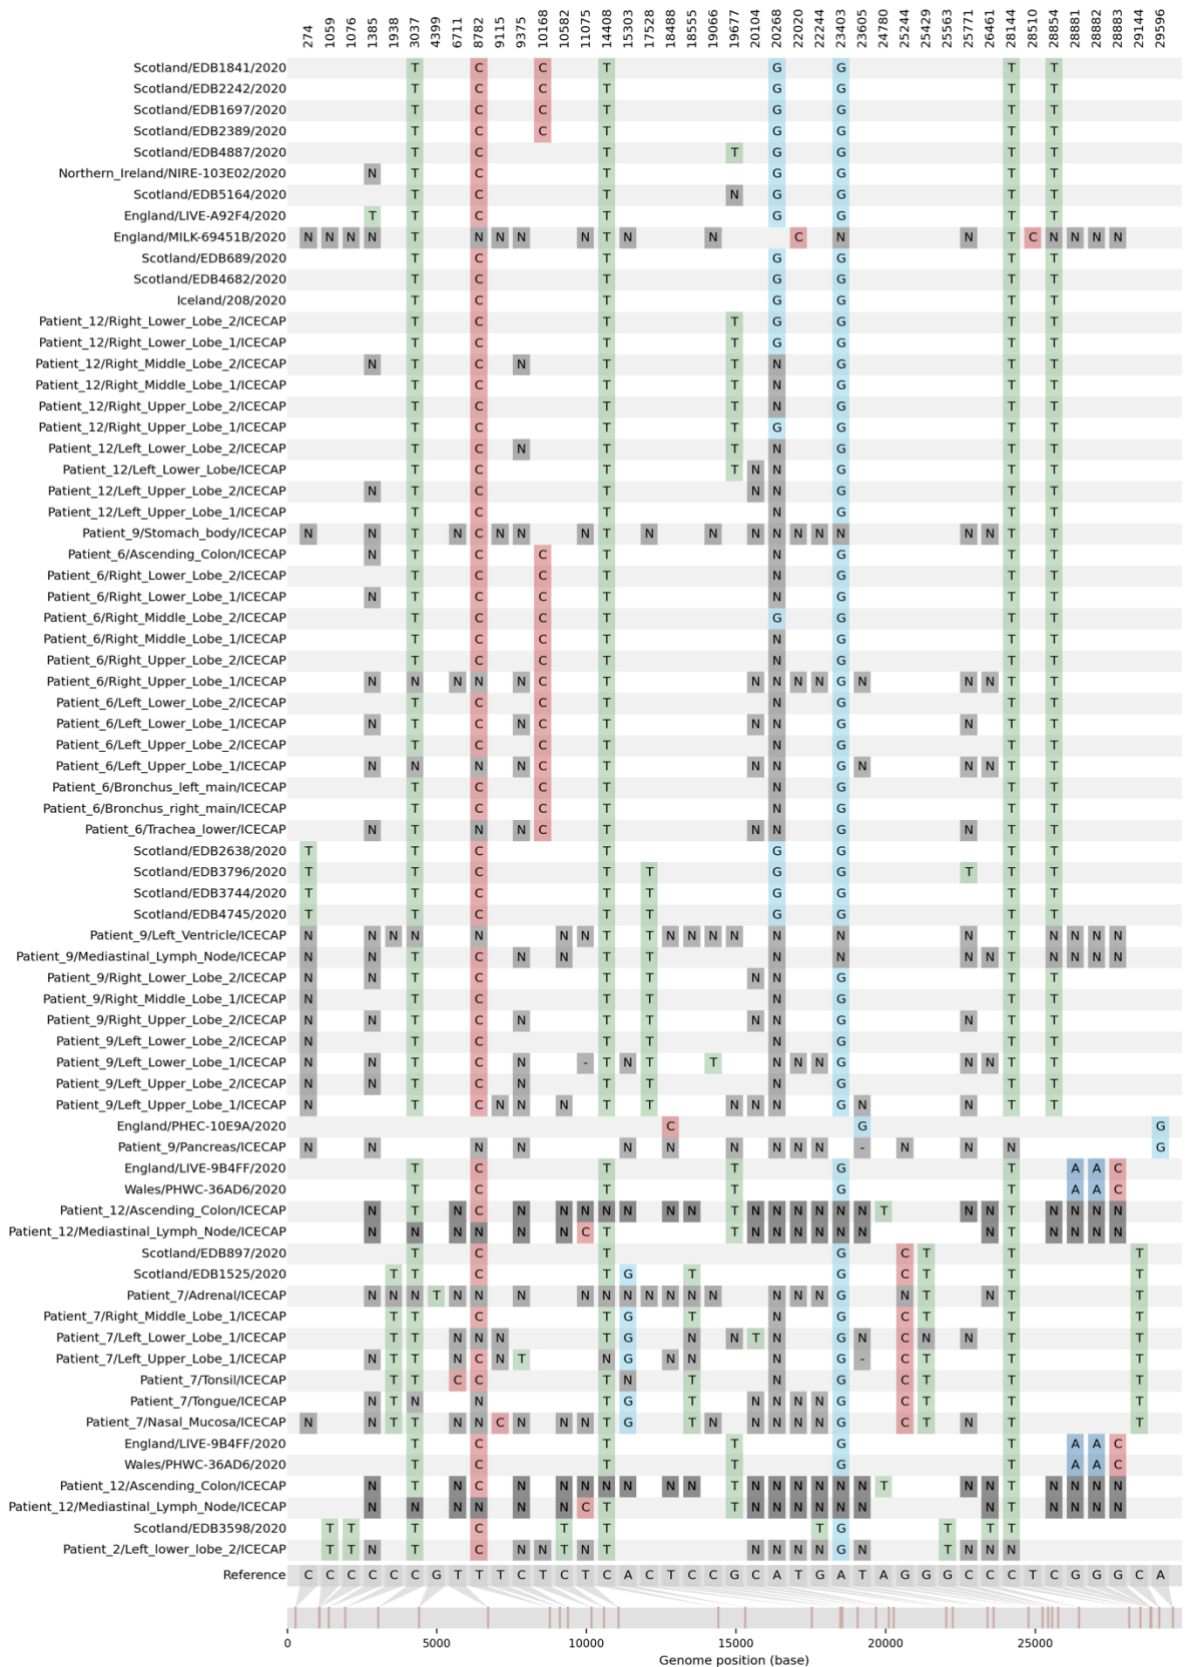 274 1059 1076 1385 1938 3037 4399 6711 8782 9115 9375 10168 10582 11075 14408 15303 17528 18488 18555 19066 19677 20104 20268 22020 22244 23403 23605 24780 25244 25429 25563 25771 26461 28144 28510 28854 28881 28882 28883 29144 29596
Scotland/EDB1841/2020 T C C T G G T T
Scotland/EDB2242/2020 T C C T G G T T
Scotland/EDB1697/2020 T C C T G G T T
Scotland/EDB2389/2020 T C C T G G T T
Scotland/EDB4887/2020 T C T T G G T T
Northern_Ireland/NIRE-103E02/2020 N T C T G G T T
Scotland/EDB5164/2020 T C T N G G T T
England/LIVE-A92F4/2020 T T C T G G T T
England/MILK-69451B/2020 N N N N T N N N N T N N C N N T C N N N N
Scotland/EDB689/2020 T C T G G T T
Scotland/EDB4682/2020 T C T G G T T
Iceland/208/2020 T C T G G T T
Patient_12/Right_Lower_Lobe_2/ICECAP T C T T G G T T
Patient_12/Right_Lower_Lobe_1/ICECAP T C T T G G T T
Patient_12/Right_Middle_Lobe_2/ICECAP N T C N T T N G T T
Patient_12/Right_Middle_Lobe_1/ICECAP T C T T N G T T
Patient_12/Right_Upper_Lobe_2/ICECAP T C T T N G T T
Patient_12/Right_Upper_Lobe_1/ICECAP T C T T G G T T
Patient_12/Left_Lower_Lobe_2/ICECAP T C N T T N G T T
Patient_12/Left_Lower_Lobe/ICECAP T C T T N N G T T
Patient_12/Left_Upper_Lobe_2/ICECAP N T C T N N G T T
Patient_12/Left_Upper_Lobe_1/ICECAP T C T N G T T
Patient_9/Stomach_body/ICECAP N N T N C N N N T N N N N N N N N N T T
Patient_6/Ascending_Colon/ICECAP N T C C T N G T T
Patient_6/Right_Lower_Lobe_2/ICECAP T C C T N G T T
Patient_6/Right_Lower_Lobe_1/ICECAP N T C C T N G T T
Patient_6/Right_Middle_Lobe_2/ICECAP T C C T G G T T
Patient_6/Right_Middle_Lobe_1/ICECAP T C C T N G T T
Patient_6/Right_Upper_Lobe_2/ICECAP T C C T N G T T
Patient_6/Right_Upper_Lobe_1/ICECAP N N N N N C T N N N N G N N N T T
Patient_6/Left_Lower_Lobe_2/ICECAP T C C T N G T T
Patient_6/Left_Lower_Lobe_1/ICECAP N T C N C T N N G N T T
Patient_6/Left_Upper_Lobe_2/ICECAP T C C T N G T T
Patient_6/Left_Upper_Lobe_1/ICECAP N N N N C T N N N G N N N T T
Patient_6/Bronchus_left_main/ICECAP T C C T N G T T
Patient_6/Bronchus_right_main/ICECAP T C C T N G T T
Patient_6/Trachea_lower/ICECAP N T N N C T N N G N T T
Scotland/EDB2638/2020 T T C T G G T T
Scotland/EDB3796/2020 T T C T T G G T T T
Scotland/EDB3744/2020 T T C T T G G T T
Scotland/EDB4745/2020 T T C T T G G T T
Patient_9/Left_Ventricle/ICECAP N N N N N N N T T N N N N N N N T N N N N
Patient_9/Mediastinal_Lymph_Node/ICECAP N N T C N N T T N N N N T N N N N
Patient_9/Right_Lower_Lobe_2/ICECAP N N T C T T N N G T T
Patient_9/Right_Middle_Lobe_1/ICECAP N T C T T N G T T
Patient_9/Right_Upper_Lobe_2/ICECAP N N T C N T T N N G N T T
Patient_9/Left_Lower_Lobe_2/ICECAP N T C T T N G T T
Patient_9/Left_Lower_Lobe_1/ICECAP N N T C N - T N T T N N N G N N T T
Patient_9/Left_Upper_Lobe_2/ICECAP N N T C N T T N G T T
Patient_9/Left_Upper_Lobe_1/ICECAP N T C N N N T T N N N G N N T T
England/PHEC-10E9A/2020 C G G
Patient_9/Pancreas/ICECAP N N N N N N N N N N - N N N G
England/LIVE-9B4FF/2020 T C T T G T A A C
Wales/PHWC-36AD6/2020 T C T T G T A A C
Patient_12/Ascending_Colon/ICECAP N T N C N N N N N N N T N N N N N N T N N T N N N N
Patient_12/Mediastinal_Lymph_Node/ICECAP N N N N N N C T T N N N N N N N T N N N N
Scotland/EDB897/2020 T C T G C T T T
Scotland/EDB1525/2020 T T C T G T G C T T T
Patient_7/Adrenal/ICECAP N N N T N N N N N N N N N N N N N G N T N T T
Patient_7/Right_Middle_Lobe_1/ICECAP T T C T G T N G C T T T
Patient_7/Left_Lower_Lobe_1/ICECAP T T N N N T G N N T N G N C N N T T
Patient_7/Left_Upper_Lobe_1/ICECAP N T T N C T N G N N N G - C T T T
Patient_7/Tonsil/ICECAP T T C C T N T N G C T T T
Patient_7/Tongue/ICECAP N T N N T G T N N N N G C T T T
Patient_7/Nasal_Mucosa/ICECAP N N T T N N C N N N T G T N N N N N G C T N T T
England/LIVE-9B4FF/2020 T C T T G T A A C
Wales/PHWC-36AD6/2020 T C T T G T A A C
Patient_12/Ascending_Colon/ICECAP N T N C N N N N N N N T N N N N N N T N N T N N N N
Patient_12/Mediastinal_Lymph_Node/ICECAP N N N N N N C T T N N N N N N N T N N N N
Scotland/EDB3598/2020 T T T C T T T G T T T
Patient_2/Left_lower_lobe_2/ICECAP T T N T C N N T N T N N N N G N T N N N
Reference C C C C C C G T T T C T C T C A C T C C G C A T G A T A G G G C C C T C G G G C A
0 5000 10000 15000 20000 25000
Genome position (base)